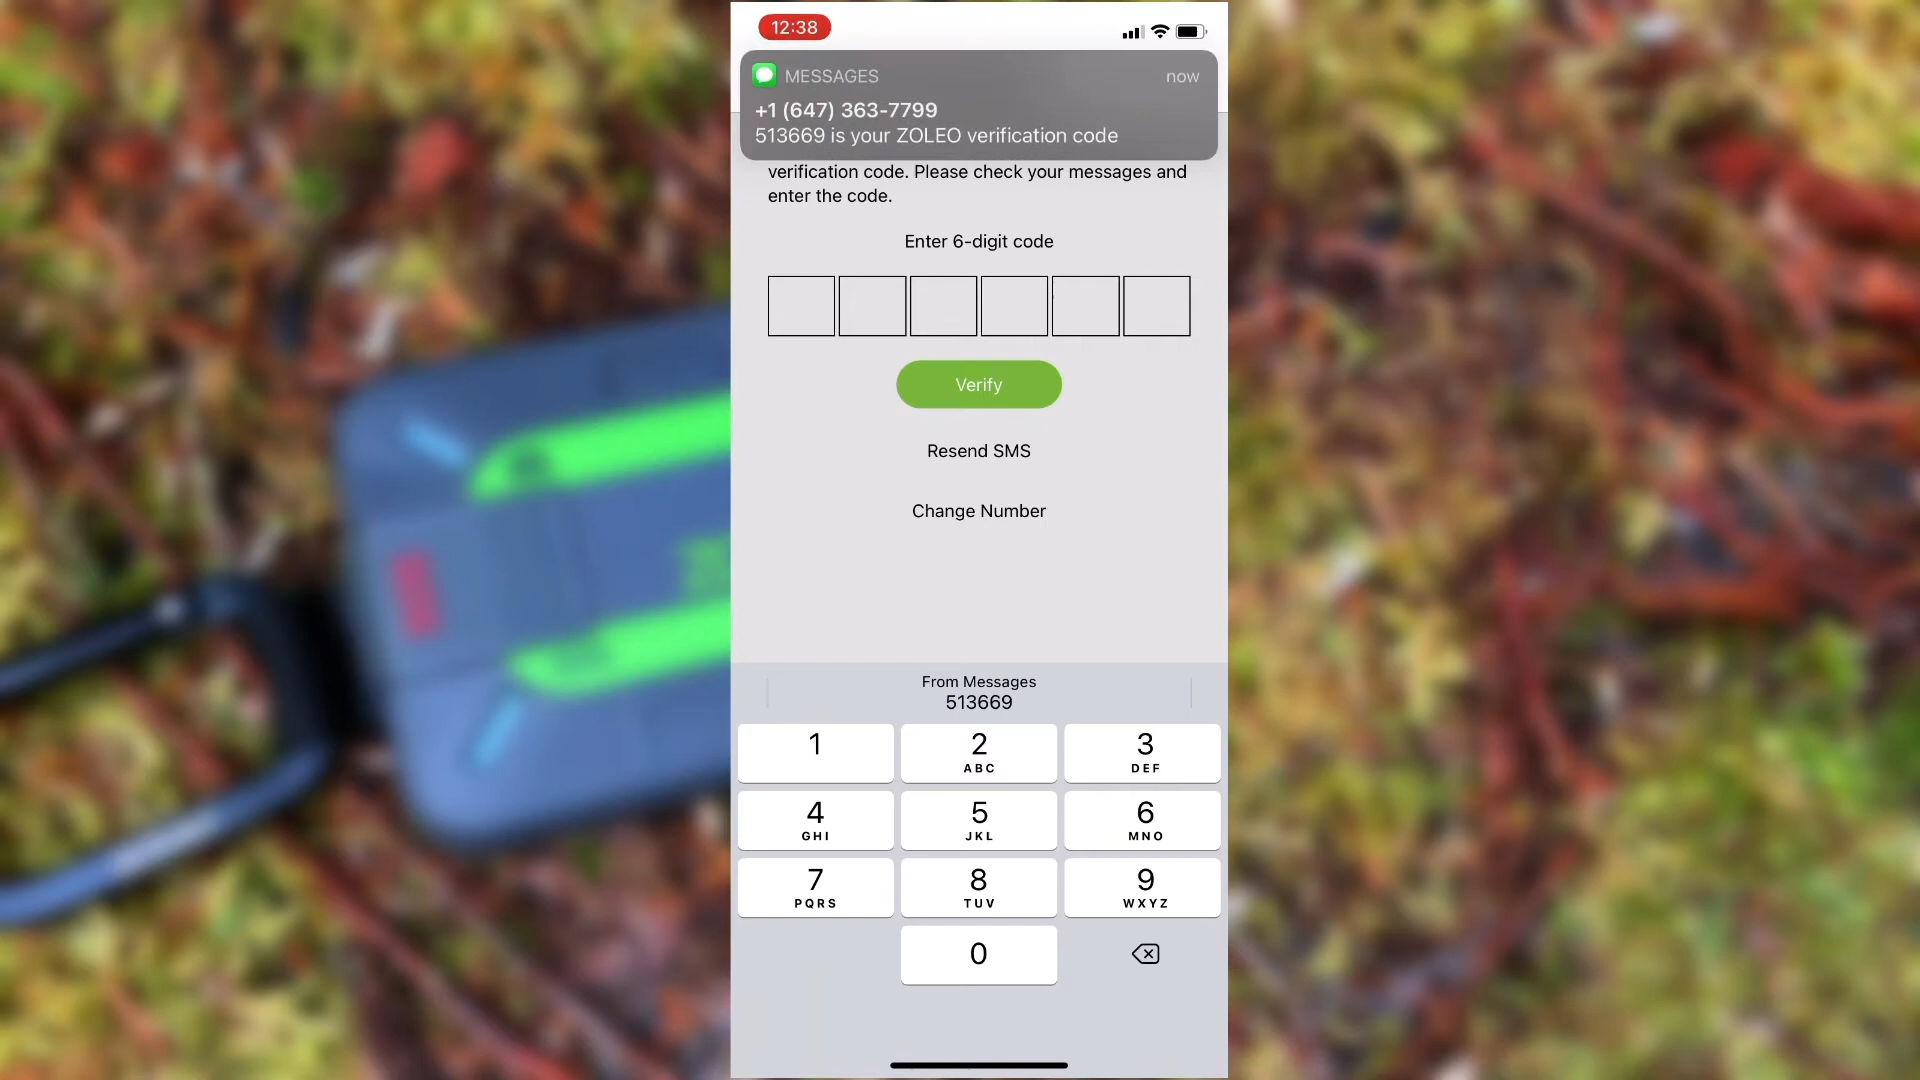 12:38
MESSAGES
now
+1 (647) 363-7799
513669 is your ZOLEO verification code
verification code. Please check your messages and
enter the code.
Enter 6-digit code
Verify
Resend SMS
Change Number
From Messages
513669
1
2
ABC
3
DEF
4
GHI
5
JKL
6
MNO
7
PQRS
8
TUV
9
WXYZ
0